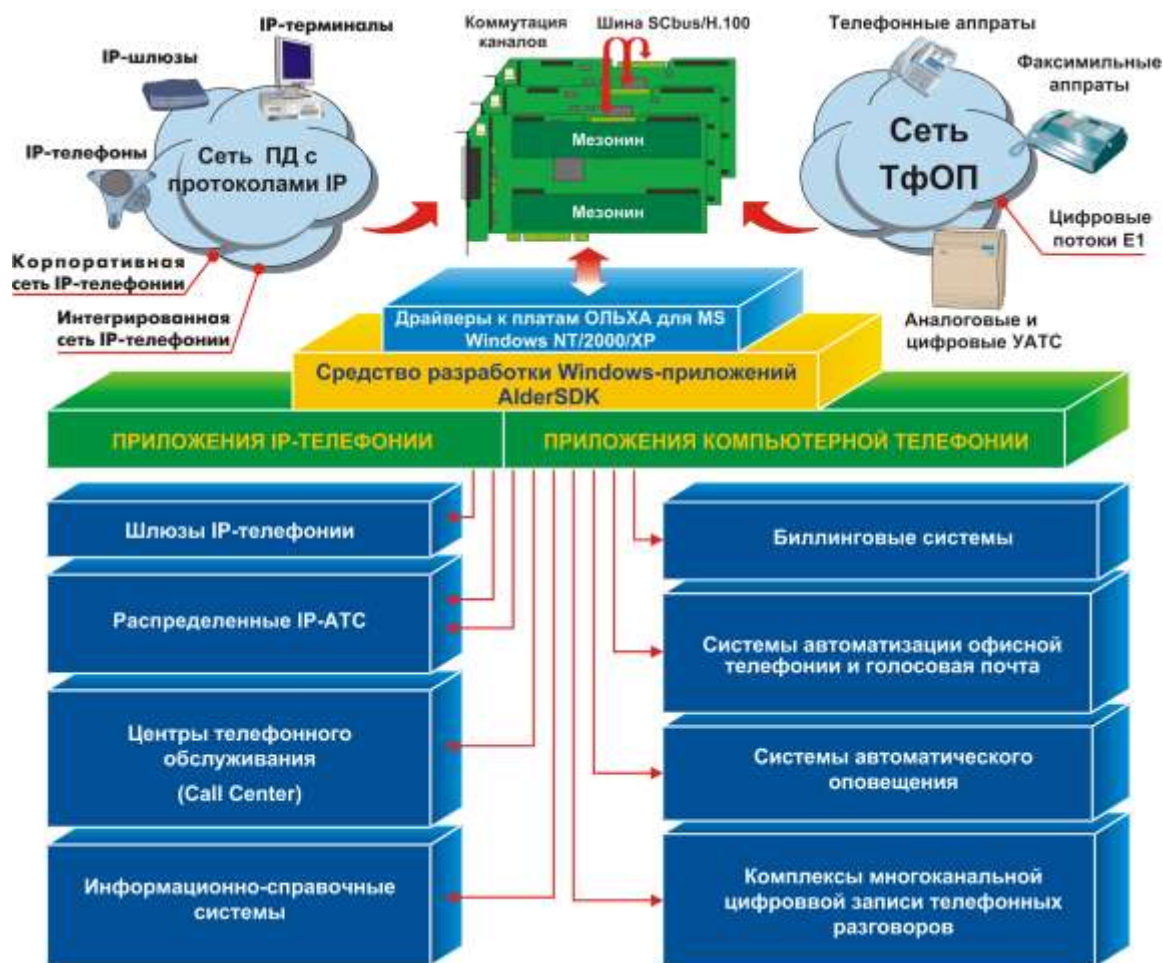 IP-терминалы
IP-шлюзы
IP-телефоны
Сеть ПД с
протоколами IP
Корпоративная
сеть IP-телефонии
Интегрированная
сеть IP-телефонии
Коммутация
каналов
Шина SCbus/H.100
Мезонин
Мезонин
Телефонные аппраты
Факсимильные
аппраты
Сеть
ТфОП
Цифровые
потоки Е1
Аналоговые и
цифровые УАТС
Драйверы к платам ОЛЬХА для MS
Windows NT/2000/XP
Средство разработки Windows-приложений
AlderSDK
ПРИЛОЖЕНИЯ IP-ТЕЛЕФОНИИ
ПРИЛОЖЕНИЯ КОМПЬЮТЕРНОЙ ТЕЛЕФОНИИ
Шлюзы IP-телефонии
Распределенные IP-АТС
Центры телефонного
обслуживания
(Call Center)
Информационно-справочные
системы
Биллинговые системы
Системы автоматизации офисной
телефонии и голосовая почта
Системы автоматического
оповещения
Комплексы многоканальной
цифроввой записи телефонных
разговоров